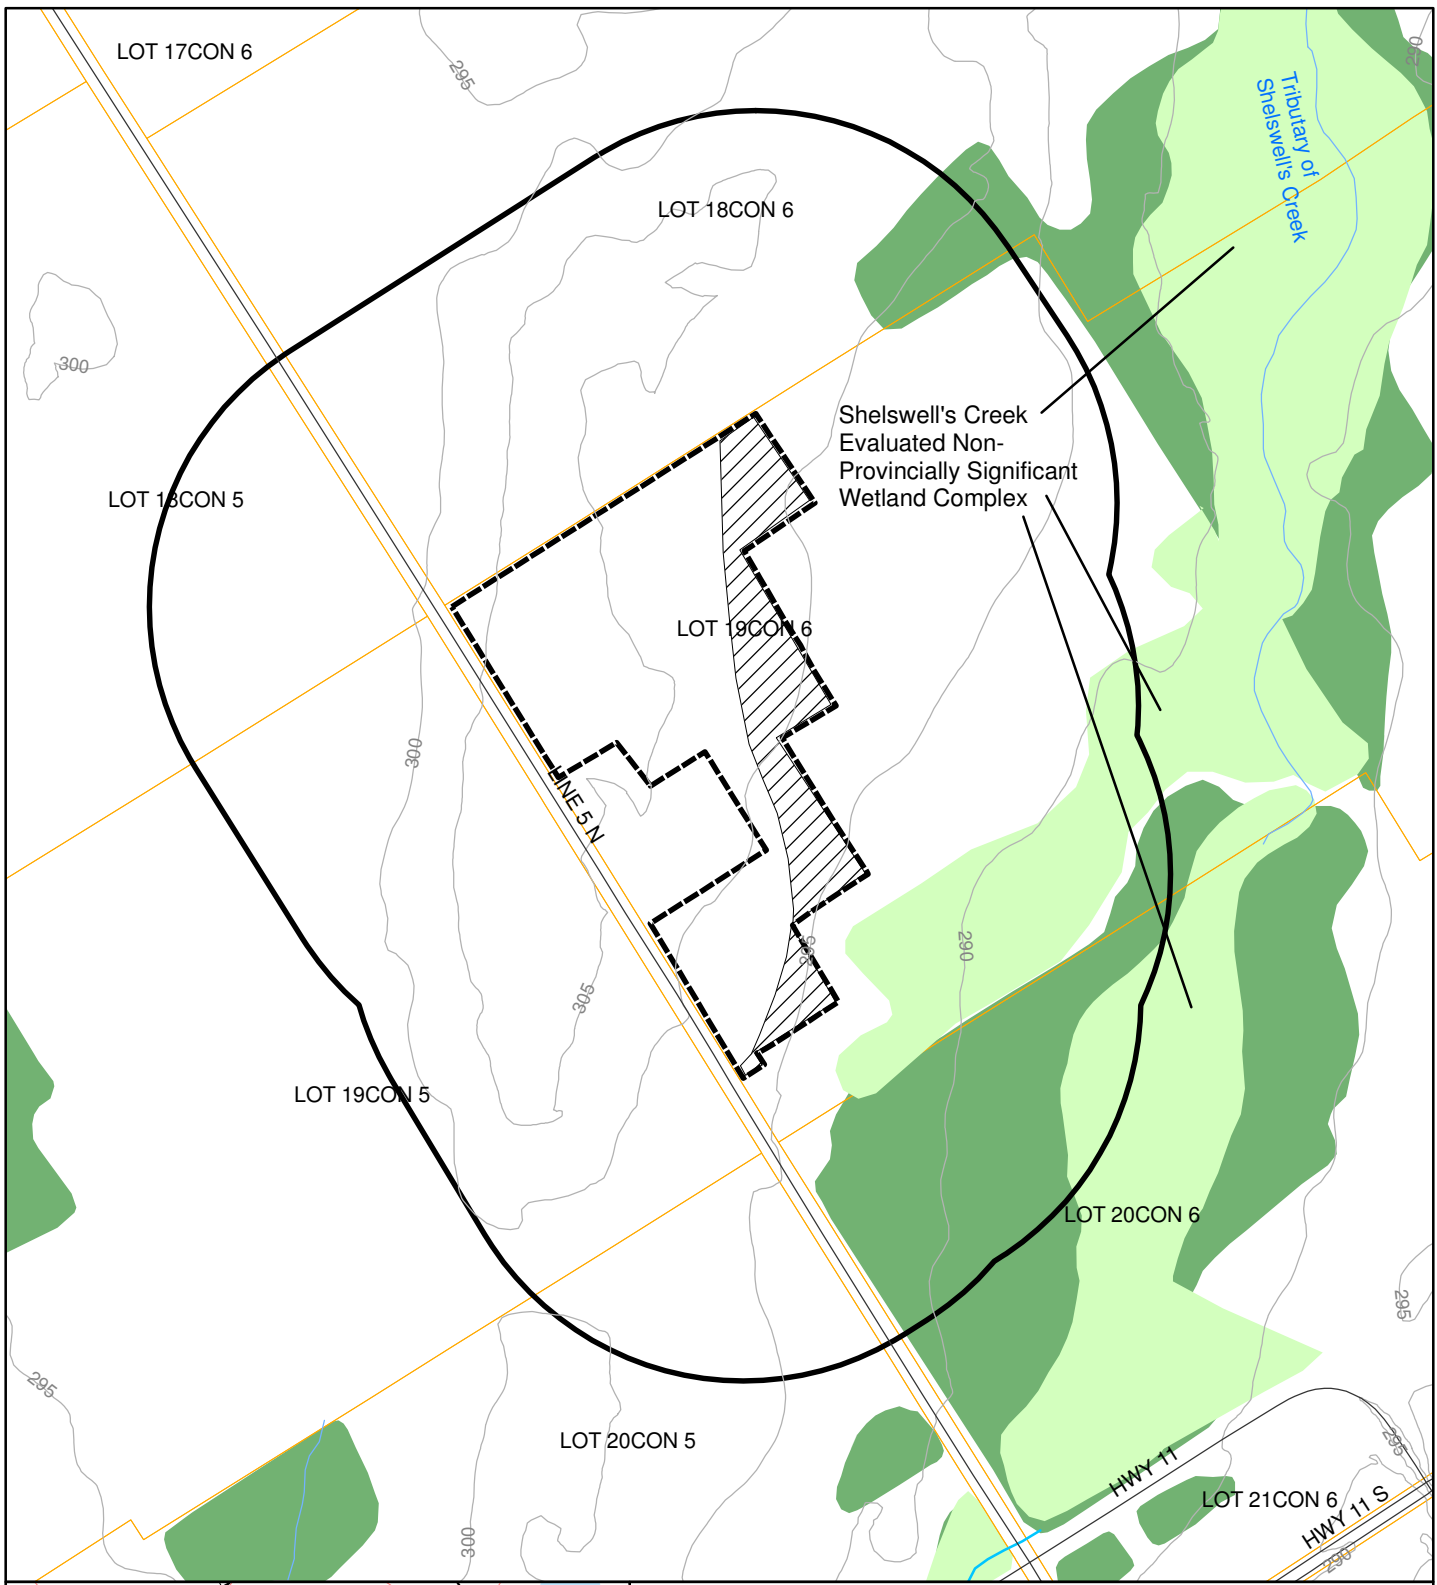 LOT 17CON 6
295
290
Tributary of
Shelswell's Creek
LOT 18CON 6
300
Shelswell's Creek
Evaluated Non-
Provincially Significant
Wetland Complex
LOT 18CON 5
LOT 19CON 6
300
LINE 5 N
295
290
305
LOT 19CON 5
LOT 20CON 6
295
295
LOT 20CON 5
295
HWY 11
LOT 21CON 6
HWY 11 S
300
290